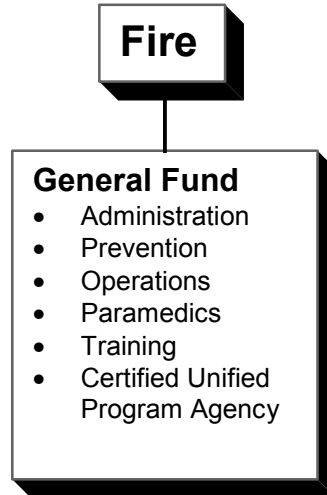 Fire
General Fund
• Administration
• Prevention
• Operations
• Paramedics
• Training
• Certified Unified
Program Agency